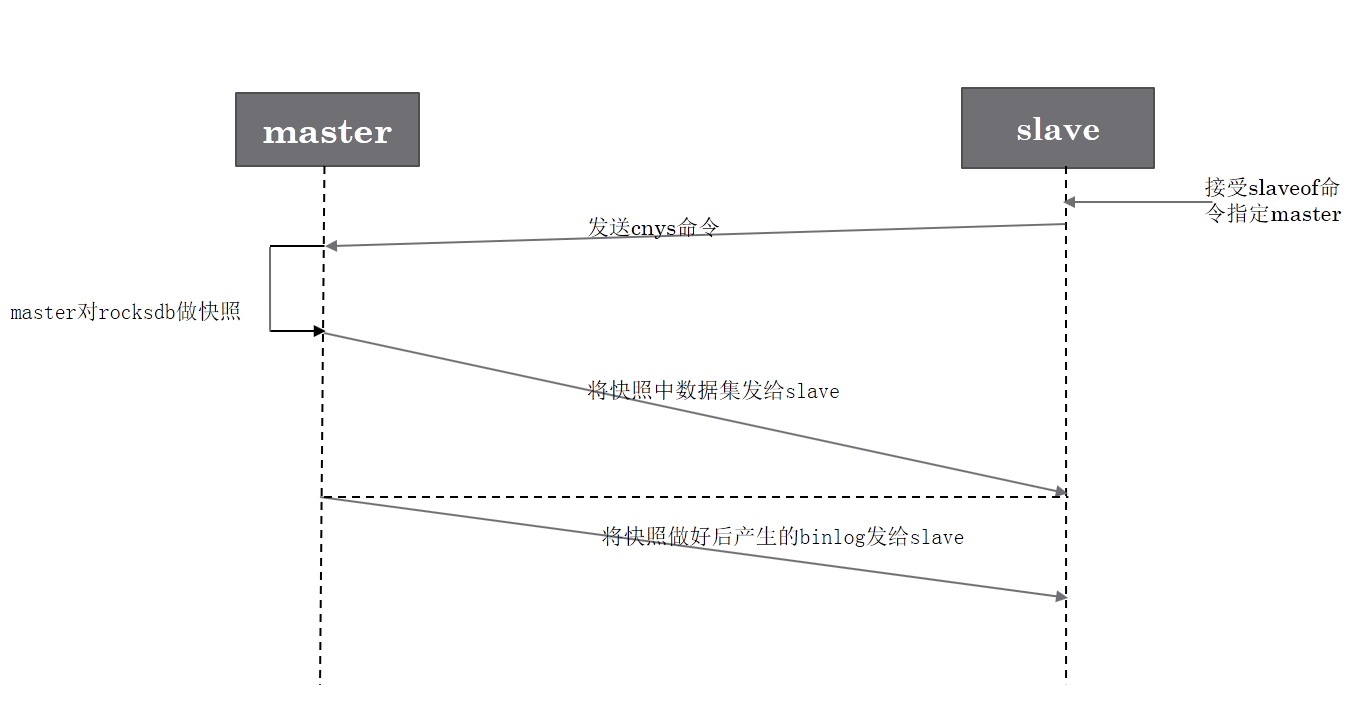 master
slave
接受slaveof命
令指定master
发送cnys命令
master对rocksdb做快照
将快照中数据集发给slave
将快照做好后产生的binlog发给slave